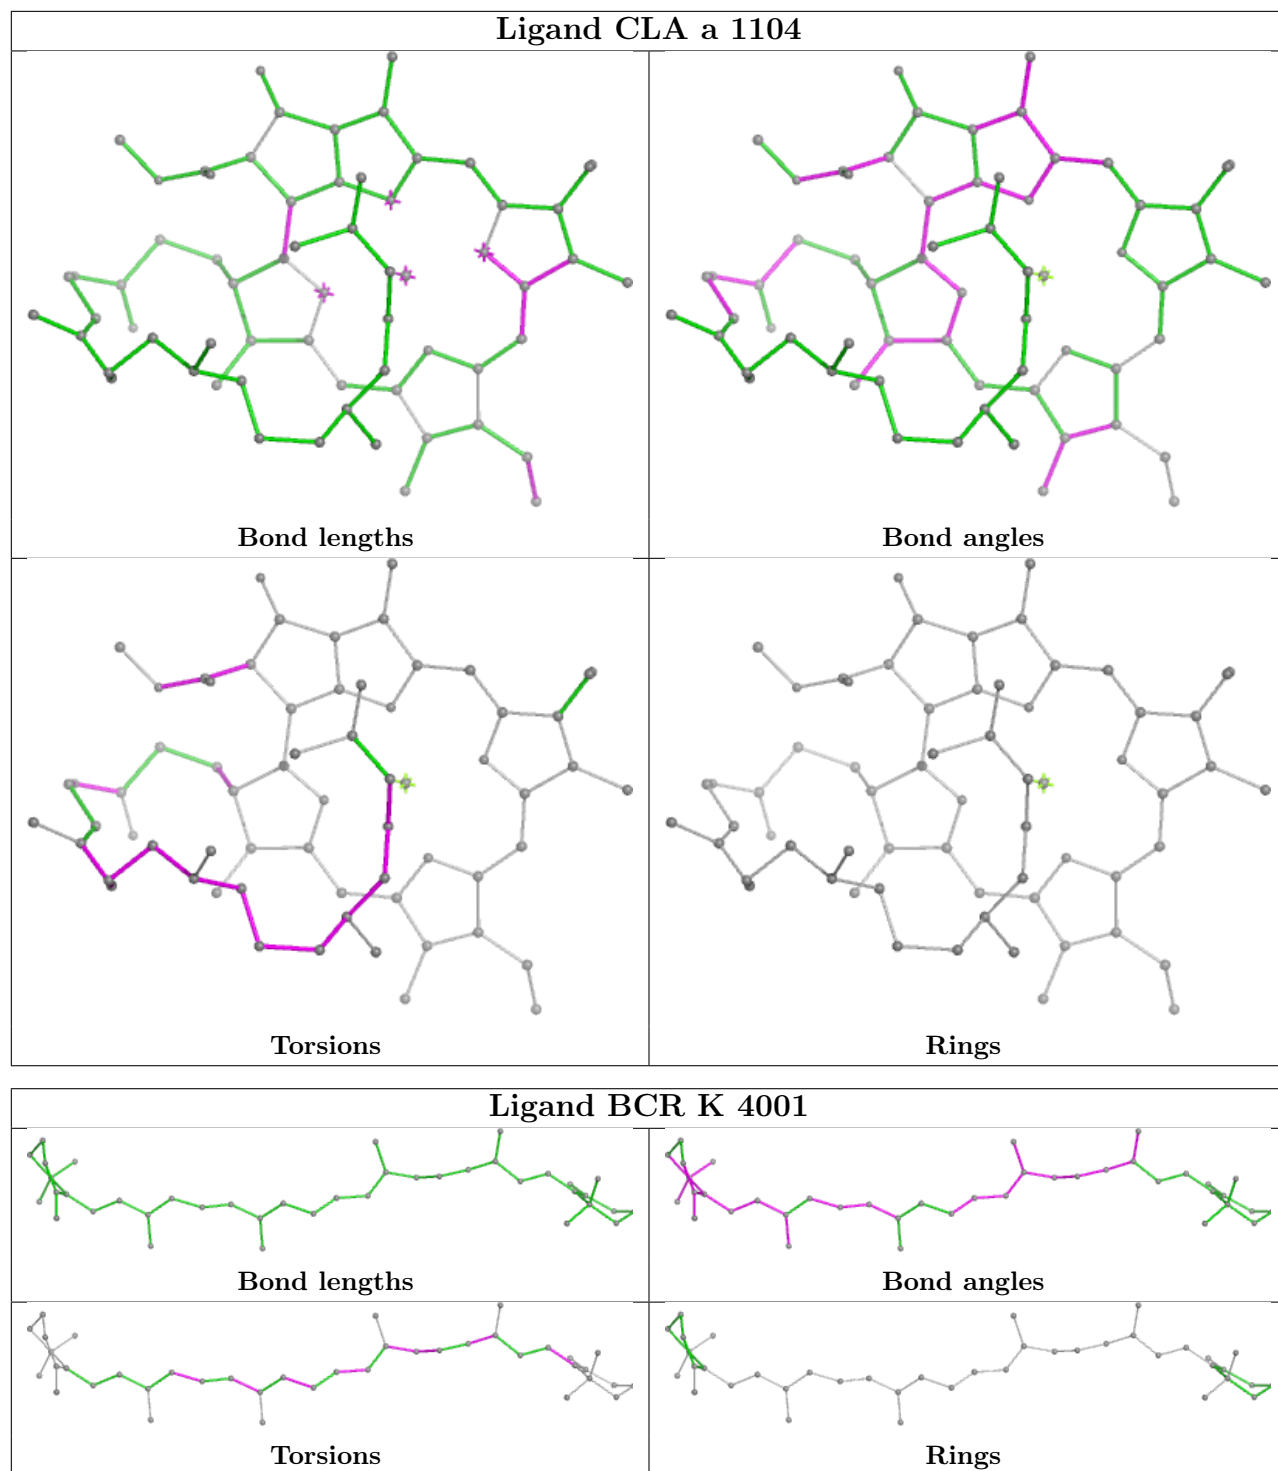 Ligand CLA a 1104
Bond lengths
Bond angles
Torsions
Rings
Ligand BCR K 4001
Bond lengths
Bond angles
Torsions
Rings